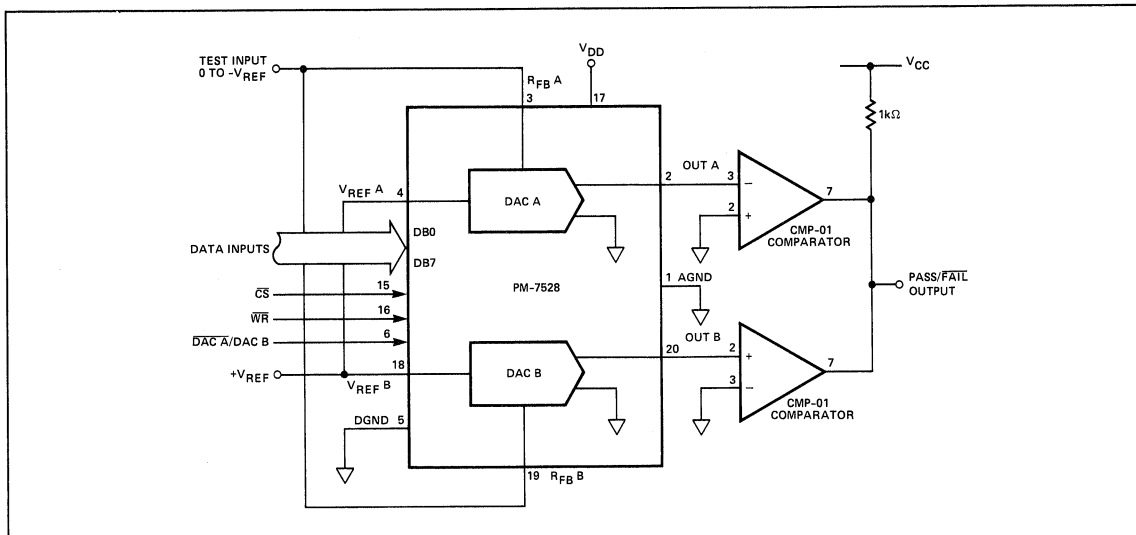 TEST INPUT
0 TO -VREF
RFB A
3
VDD
17
VCC
1kΩ
VREF A
4
DAC A
2
OUT A
3
−
2
+
7
CMP-01
COMPARATOR
DATA INPUTS
DB0
DB7
PM-7528
1 AGND
PASS/FAIL
OUTPUT
CS
15
WR
16
DAC A/DAC B
6
+VREF
18
VREF B
DAC B
OUT B
20
2
+
3
−
7
CMP-01
COMPARATOR
DGND
5
19 RFB B